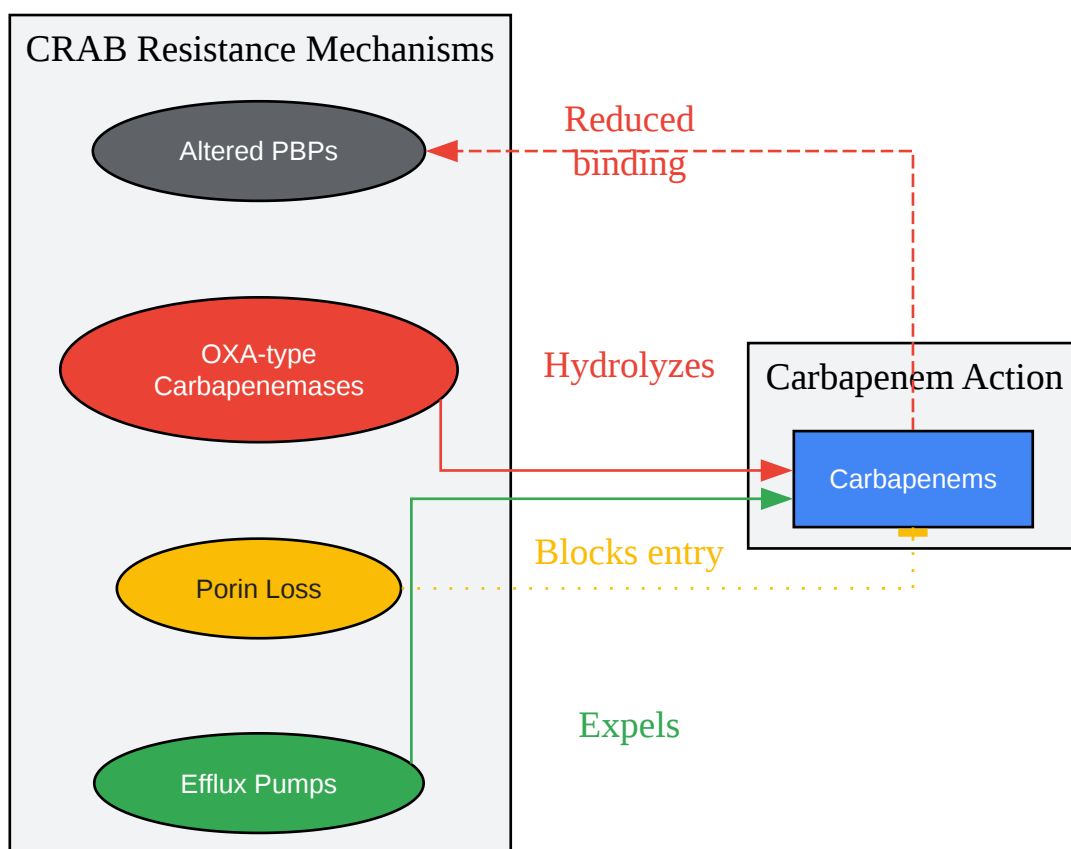 CRAB Resistance Mechanisms
Altered PBPs
Reduced
binding
OXA-type
Carbapenemases
Hydrolyzes
Carbapenem Action
Carbapenems
Blocks entry
Porin Loss
Expels
Efflux Pumps